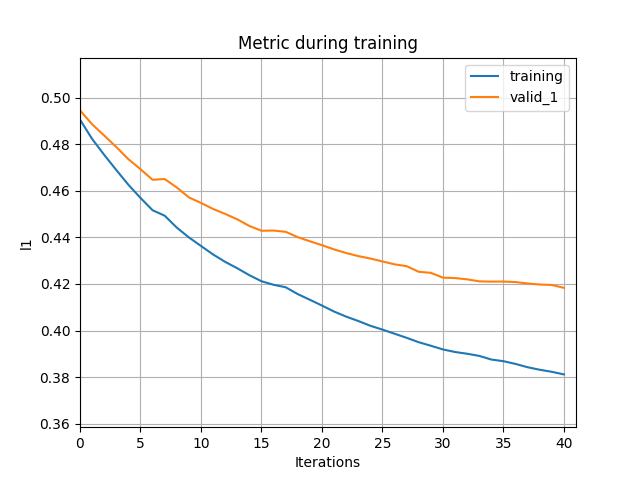 Metric during training
training
valid_1
0.50
0.48
0.46
0.44
0.42
0.40
0.38
0.36
l1
0 5 10 15 20 25 30 35 40
Iterations